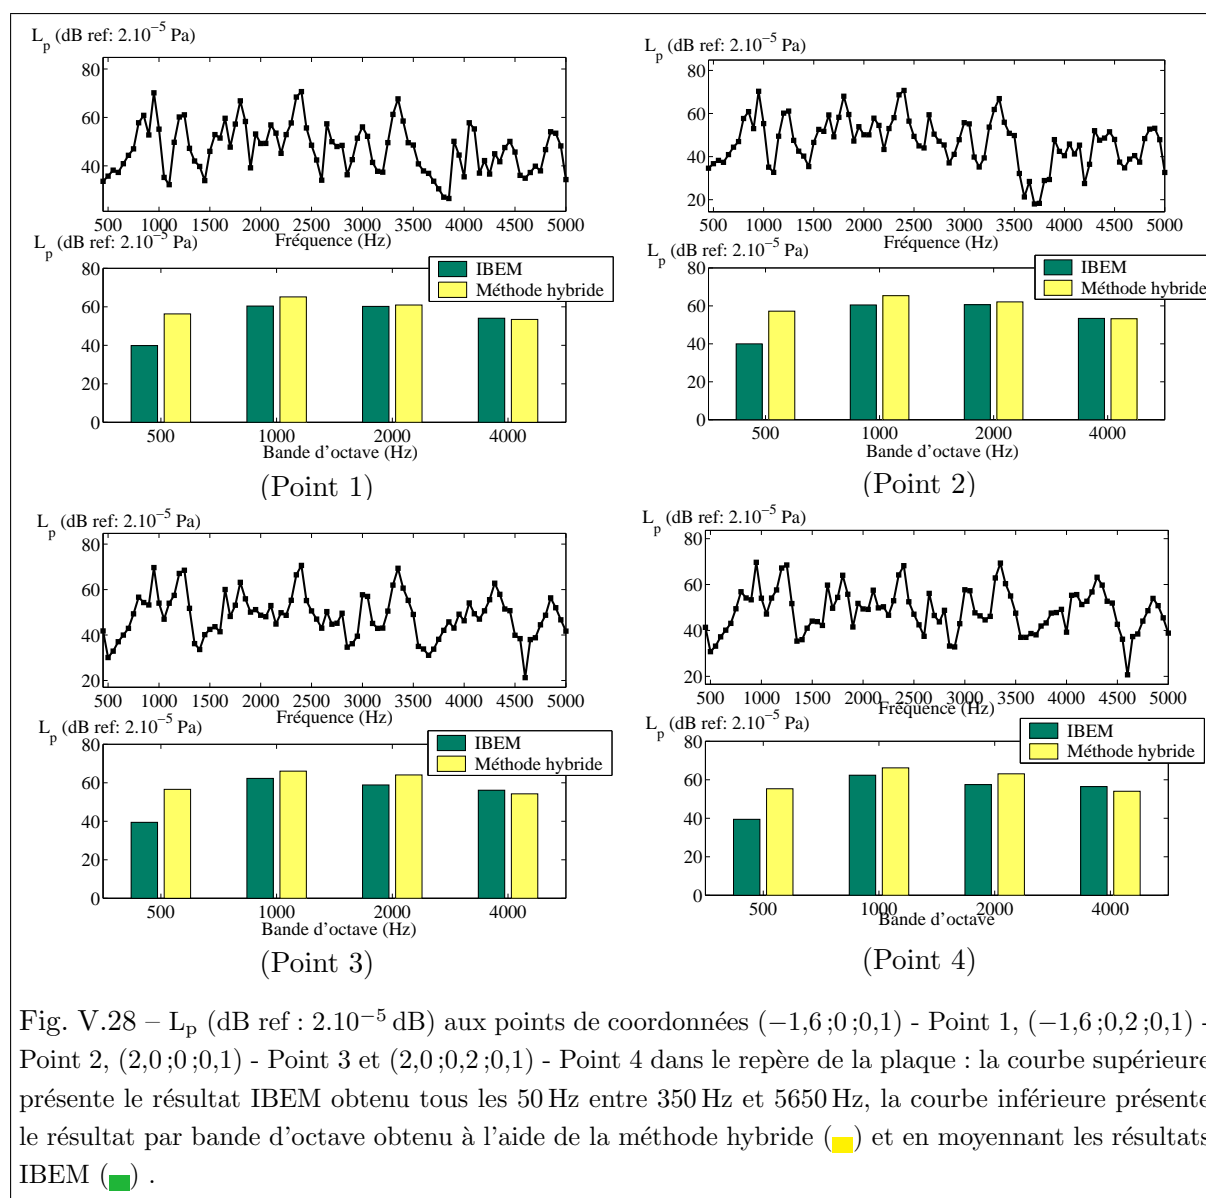 L_p (dB ref: 2.10^−5 Pa)
80
60
40
500 1000 1500 2000 2500 3000 3500 4000 4500 5000
Fréquence (Hz)
L_p (dB ref: 2.10^−5 Pa)
80
60
40
20
0
IBEM
Méthode hybride
500 1000 2000 4000
Bande d'octave (Hz)
(Point 1)
L_p (dB ref: 2.10^−5 Pa)
80
60
40
20
500 1000 1500 2000 2500 3000 3500 4000 4500 5000
Fréquence (Hz)
L_p (dB ref: 2.10^−5 Pa)
80
60
40
20
0
IBEM
Méthode hybride
500 1000 2000 4000
Bande d'octave (Hz)
(Point 2)
L_p (dB ref: 2.10^−5 Pa)
80
60
40
20
500 1000 1500 2000 2500 3000 3500 4000 4500 5000
Fréquence (Hz)
L_p (dB ref: 2.10^−5 Pa)
80
60
40
20
0
IBEM
Méthode hybride
500 1000 2000 4000
Bande d'octave (Hz)
(Point 3)
L_p (dB ref: 2.10^−5 Pa)
80
60
40
20
500 1000 1500 2000 2500 3000 3500 4000 4500 5000
Fréquence (Hz)
L_p (dB ref: 2.10^−5 Pa)
80
60
40
20
0
IBEM
Méthode hybride
500 1000 2000 4000
Bande d'octave
(Point 4)
Fig. V.28 – L_p (dB ref : 2.10^−5 dB) aux points de coordonnées (−1,6 ;0 ;0,1) - Point 1, (−1,6 ;0,2 ;0,1) -
Point 2, (2,0 ;0 ;0,1) - Point 3 et (2,0 ;0,2 ;0,1) - Point 4 dans le repère de la plaque : la courbe supérieure
présente le résultat IBEM obtenu tous les 50 Hz entre 350 Hz et 5650 Hz, la courbe inférieure présente
le résultat par bande d'octave obtenu à l'aide de la méthode hybride ( ) et en moyennant les résultats
IBEM ( ) .